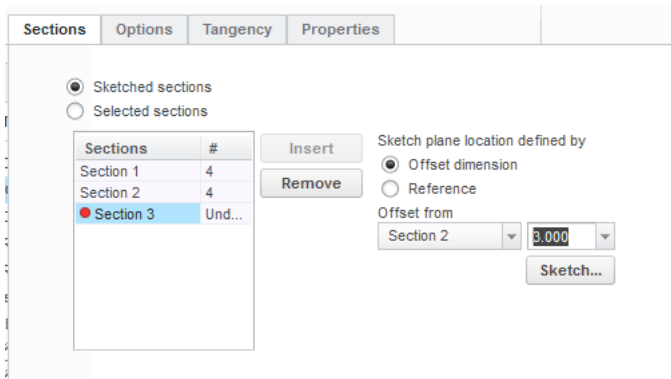 Sections Options Tangency Properties
Sketched sections
Selected sections
Sections #
Section 1 4
Section 2 4
Section 3 Und...
Insert
Remove
Sketch plane location defined by
Offset dimension
Reference
Offset from
Section 2 3.000
Sketch...